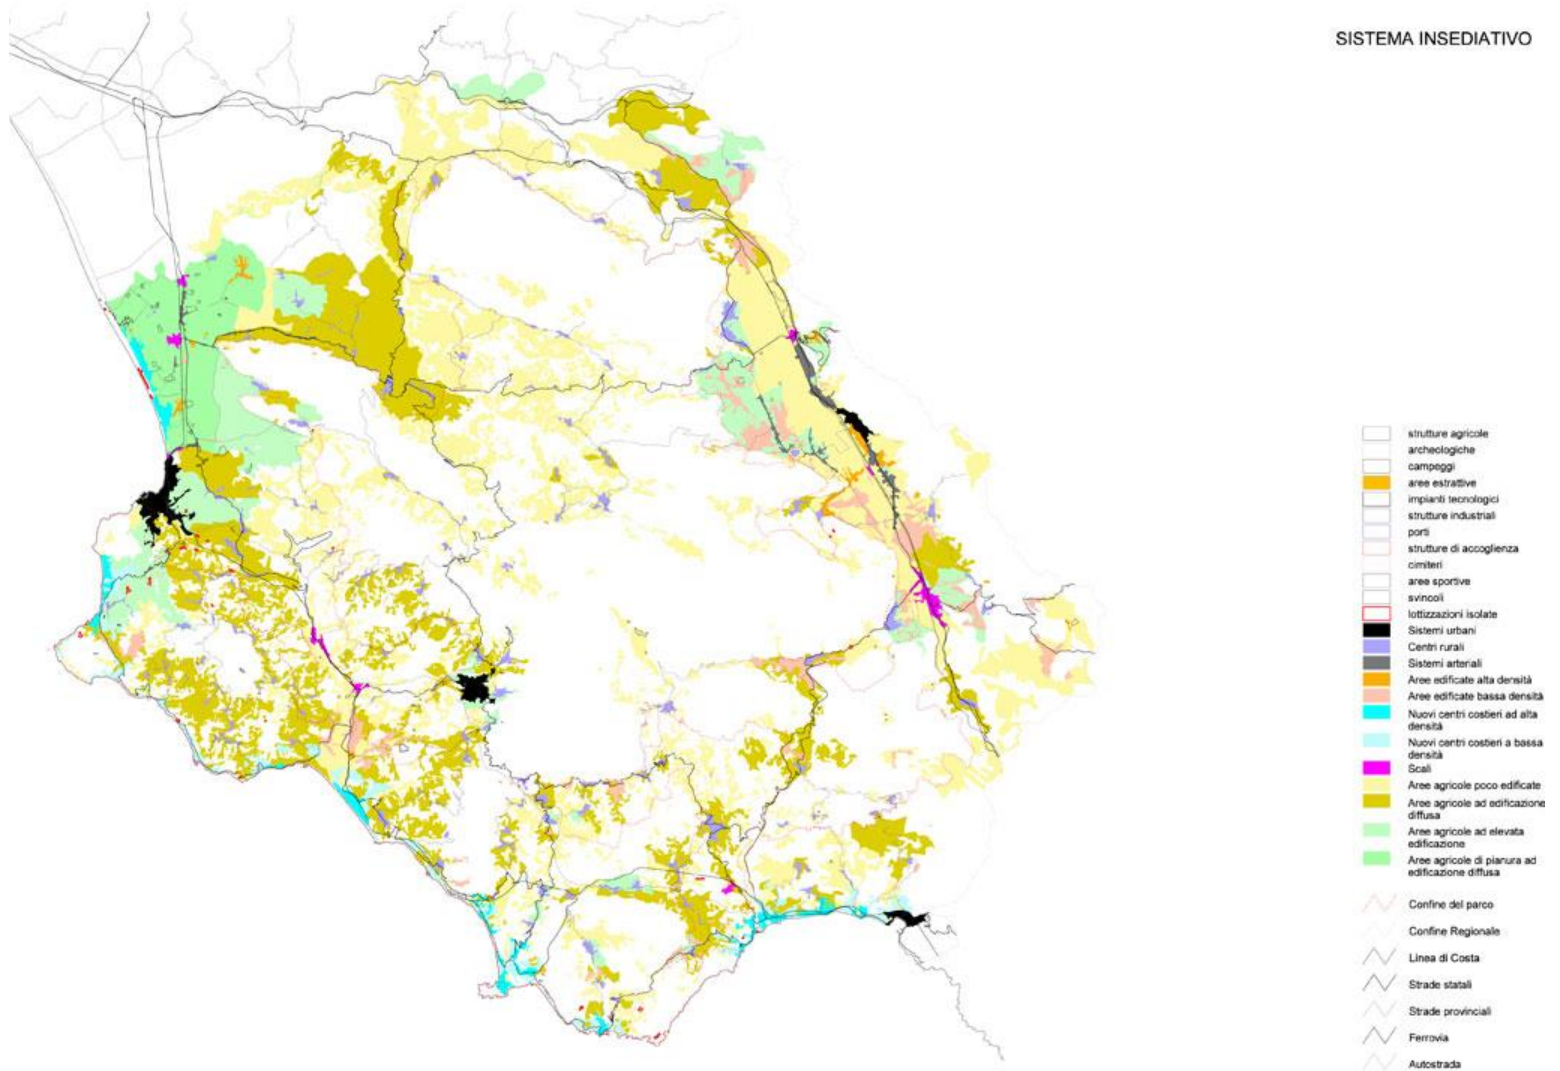 SISTEMA INSEDIATIVO
strutture agricole
archeologiche
campeggi
aree estrattive
impianti tecnologici
strutture industriali
porti
strutture di accoglienza
cimiteri
aree sportive
svincoli
lottizzazioni isolate
Sistemi urbani
Centri rurali
Sistemi arteriali
Aree edificate alta densità
Aree edificate bassa densità
Nuovi centri costieri ad alta
densità
Nuovi centri costieri a bassa
densità
Scali
Aree agricole poco edificate
Aree agricole ad edificazione
diffusa
Aree agricole ad elevata
edificazione
Aree agricole di pianura ad
edificazione diffusa
Confine del parco
Confine Regionale
Linea di Costa
Strade statali
Strade provinciali
Ferrovia
Autostrada